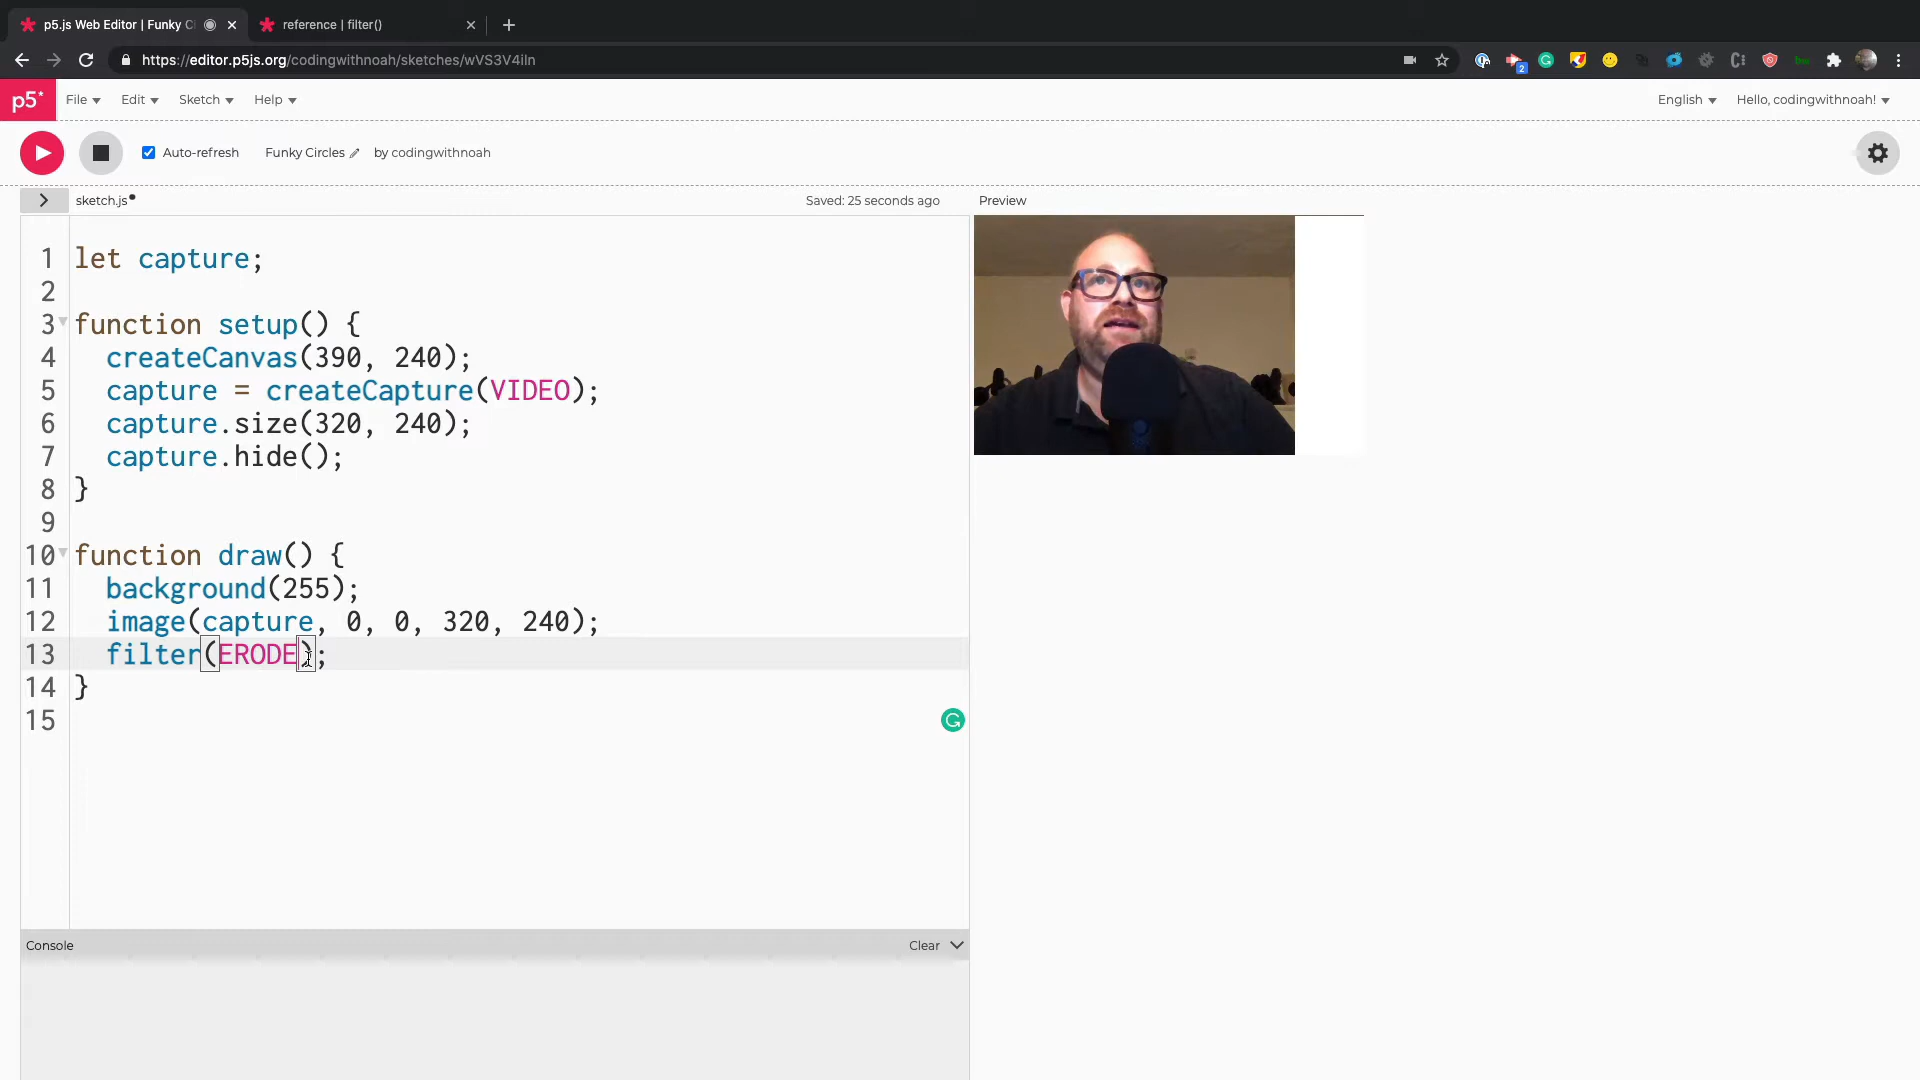 p5.js Web Editor | Funky C
reference | filter()
https://editor.p5js.org/codingwithnoah/sketches/wVS3V4iln
2
p5*
File
Edit
Sketch
Help
English
Hello, codingwithnoah!
Auto-refresh
Funky Circles
by codingwithnoah
sketch.js
Saved: 25 seconds ago
Preview
1 let capture;
2
3 function setup() {
4 createCanvas(390, 240);
5 capture = createCapture(VIDEO);
6 capture.size(320, 240);
7 capture.hide();
8 }
9
10 function draw() {
11 background(255);
12 image(capture, 0, 0, 320, 240);
13 filter(ERODE);
14 }
15
Console
Clear